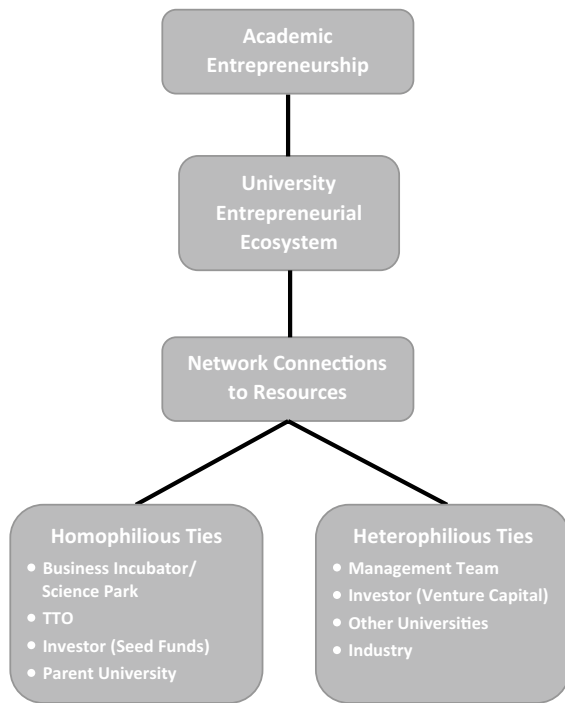 Academic
Entrepreneurship
University
Entrepreneurial
Ecosystem
Network Connections
to Resources
Homophilious Ties
• Business Incubator/
Science Park
• TTO
• Investor (Seed Funds)
• Parent University
Heterophilious Ties
• Management Team
• Investor (Venture Capital)
• Other Universities
• Industry